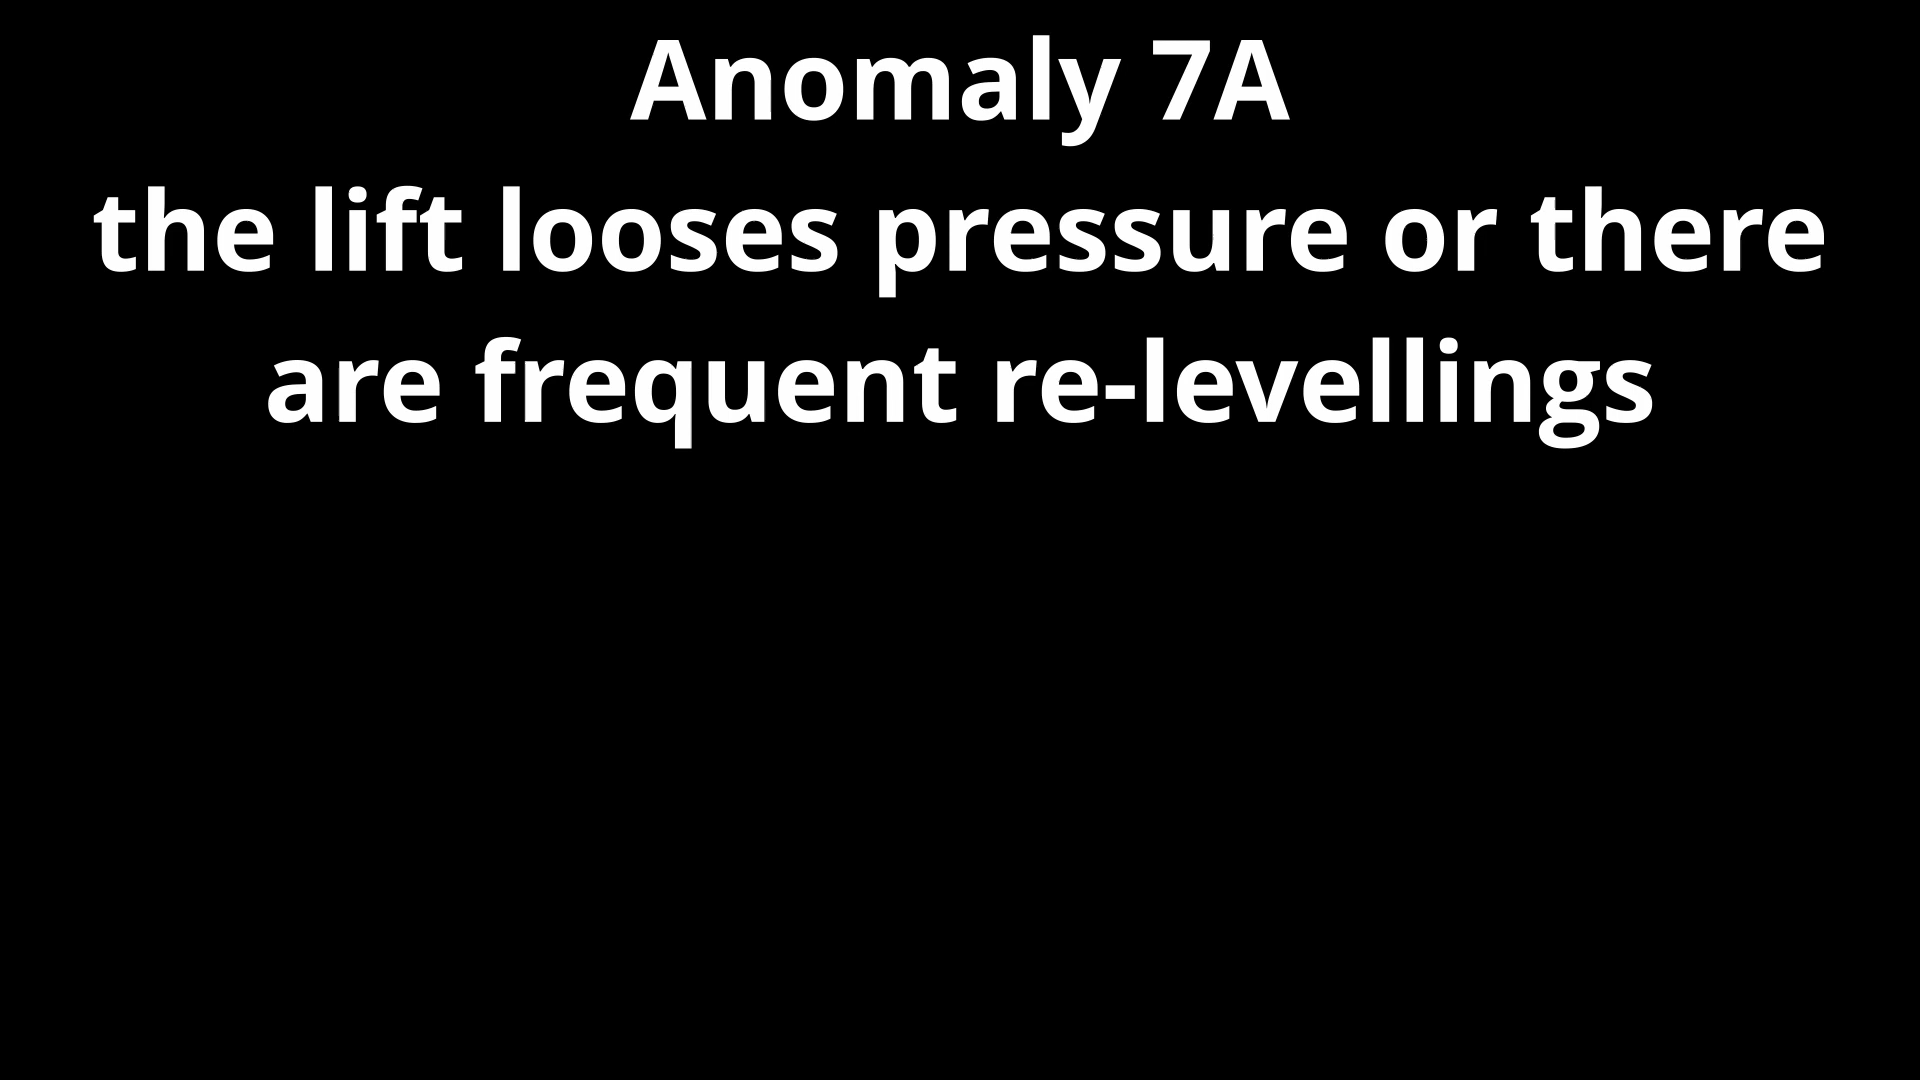 Anomaly 7A
the lift looses pressure or there
are frequent re-levellings